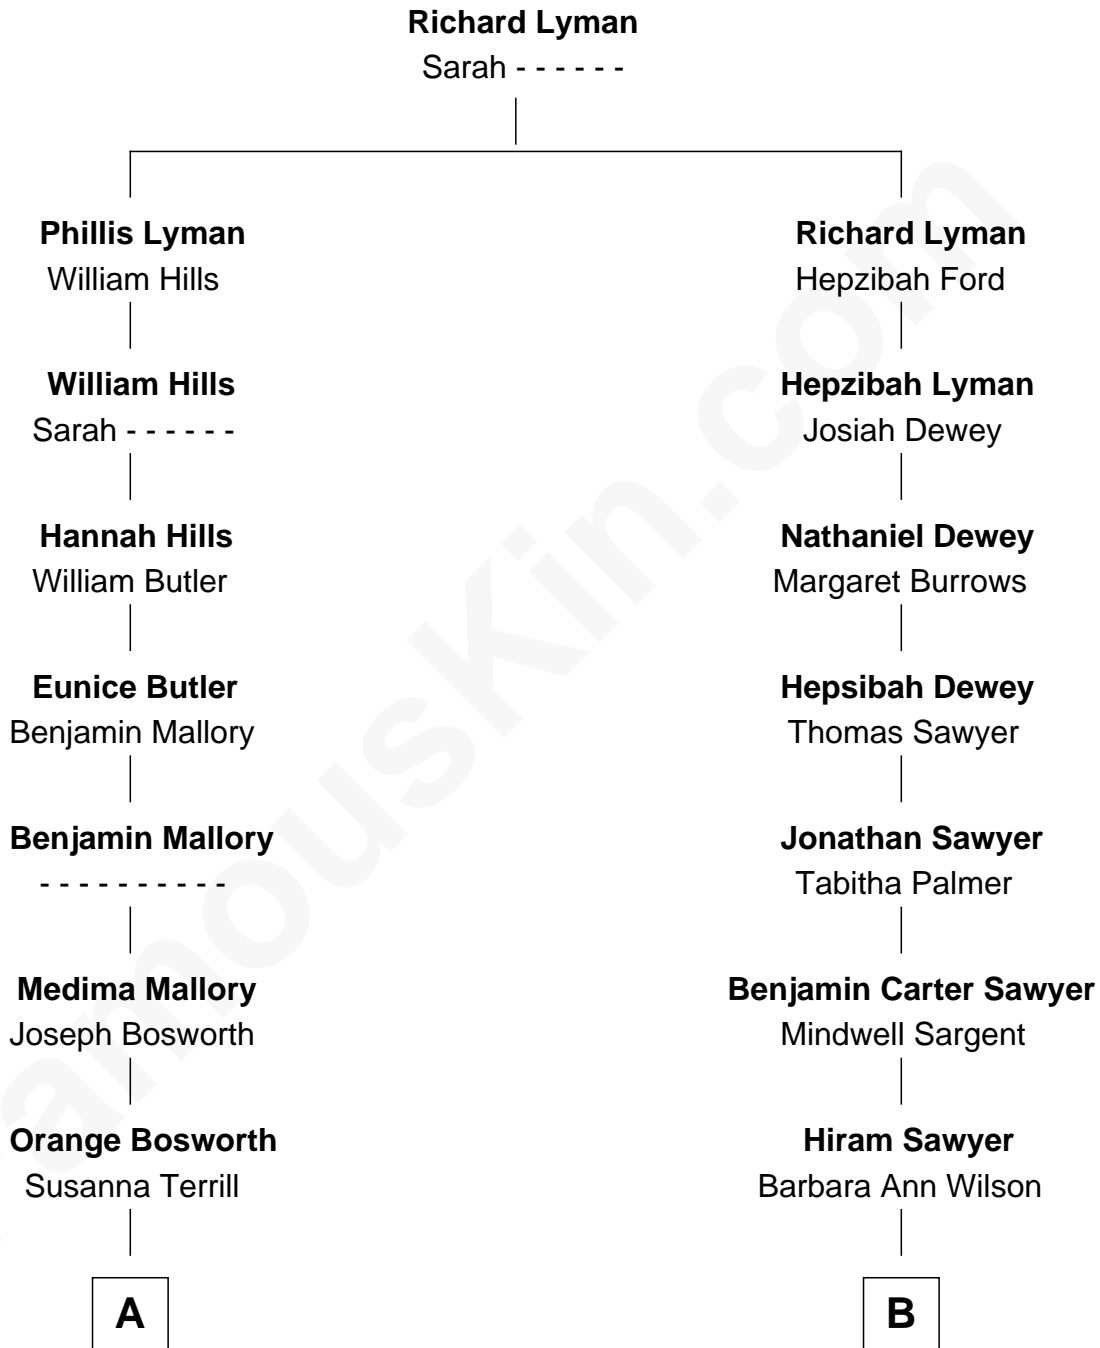 Richard Lyman
Sarah - - - - - -
Phillis Lyman
William Hills
William Hills
Sarah - - - - - -
Hannah Hills
William Butler
Eunice Butler
Benjamin Mallory
Benjamin Mallory
- - - - - - - - - -
Medima Mallory
Joseph Bosworth
Orange Bosworth
Susanna Terrill
A
Richard Lyman
Hepzibah Ford
Hepzibah Lyman
Josiah Dewey
Nathaniel Dewey
Margaret Burrows
Hepsibah Dewey
Thomas Sawyer
Jonathan Sawyer
Tabitha Palmer
Benjamin Carter Sawyer
Mindwell Sargent
Hiram Sawyer
Barbara Ann Wilson
B
famouskin.com